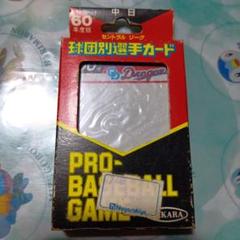 60
年度版
中日
セントラル リーグ
球団別選手カード
Dragons
PRO-
BASEBALL
GAME